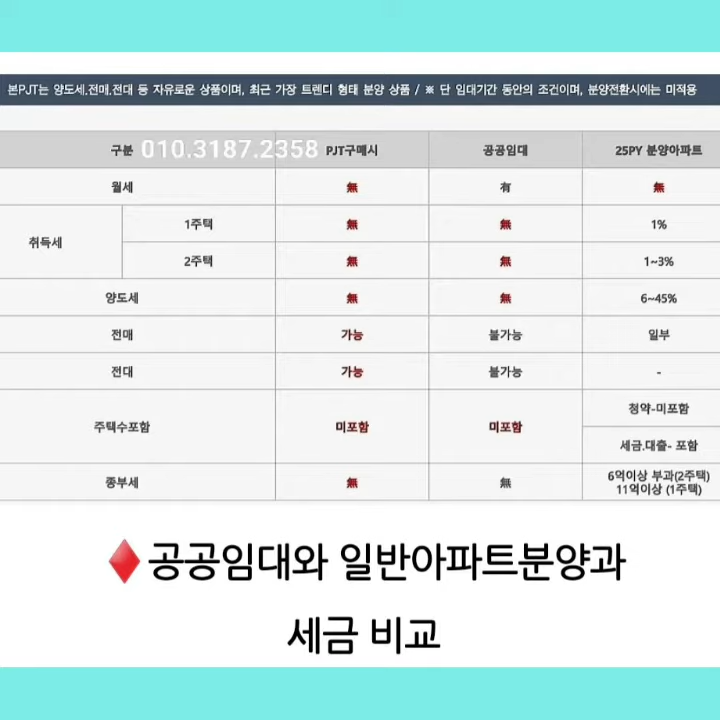 본PJT는 양도세,전매,전대 등 자유로운 상품이며, 최근 가장 트렌디 형태 분양 상품 / ※ 단 임대기간 동안의 조건이며, 분양전환시에는 미적용
구분 010.3187.2358 PJT구매시 공공임대 25PY 분양아파트
월세 無 有 無
취득세 1주택 無 無 1%
2주택 無 無 1~3%
양도세 無 無 6~45%
전매 가능 불가능 일부
전대 가능 불가능 -
주택수포함 미포함 미포함 청약-미포함
세금.대출- 포함
종부세 無 無 6억이상 부과(2주택)
11억이상 (1주택)
♦공공임대와 일반아파트분양과
세금 비교